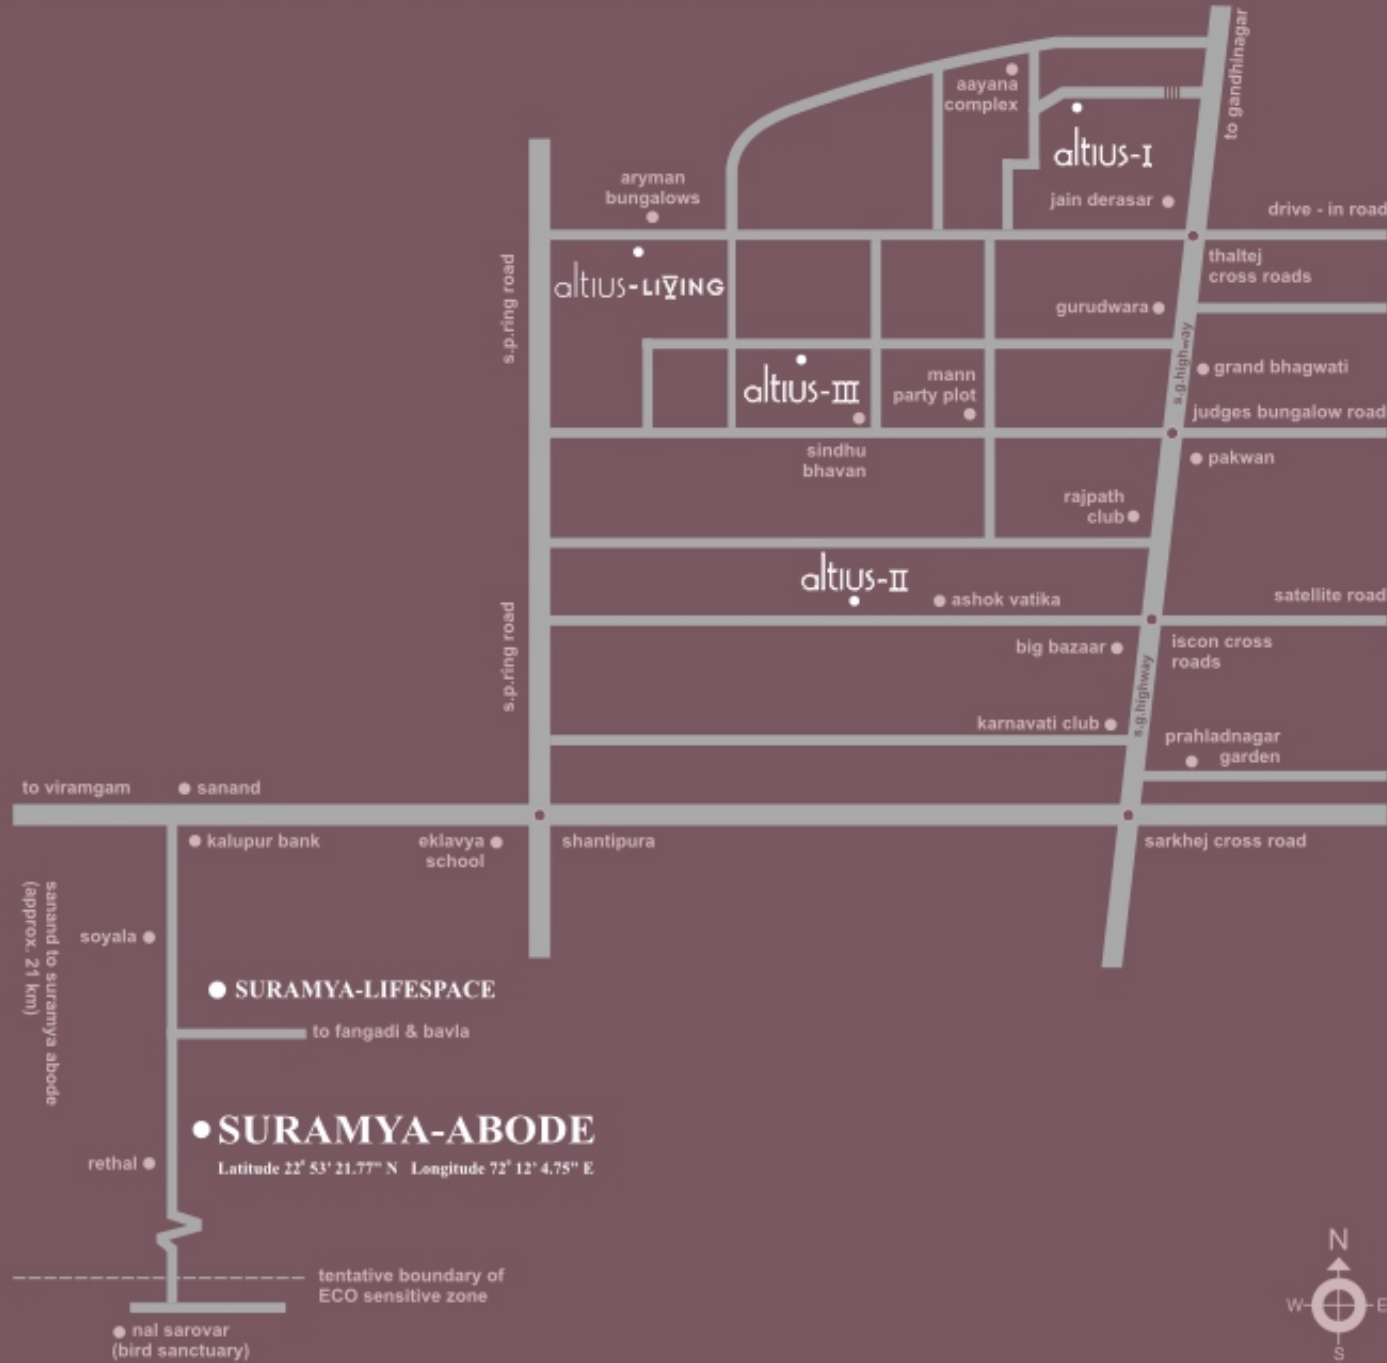 to gandhinagar
aayana
complex
altius-I
aryman
bungalows
jain derasar
drive - in road
thaltej
cross roads
s.p.ring road
altius-LIVING
gurudwara
s.g.highway
grand bhagwati
altius-III
mann
party plot
judges bungalow road
sindhu
bhavan
pakwan
rajpath
club
altius-II
ashok vatika
satellite road
s.p.ring road
big bazaar
iscon cross
roads
s.g.highway
karnavati club
prahladnagar
garden
to viramgam
sanand
kalupur bank
eklavya
school
shantipura
sarkhej cross road
sanand to suramya abode
(approx. 21 km)
soyala
SURAMYA-LIFESPACE
to fangadi & bavla
SURAMYA-ABODE
Latitude 22° 53' 21.77" N Longitude 72° 12' 4.75" E
rethal
tentative boundary of
ECO sensitive zone
nal sarovar
(bird sanctuary)
N
W
E
S